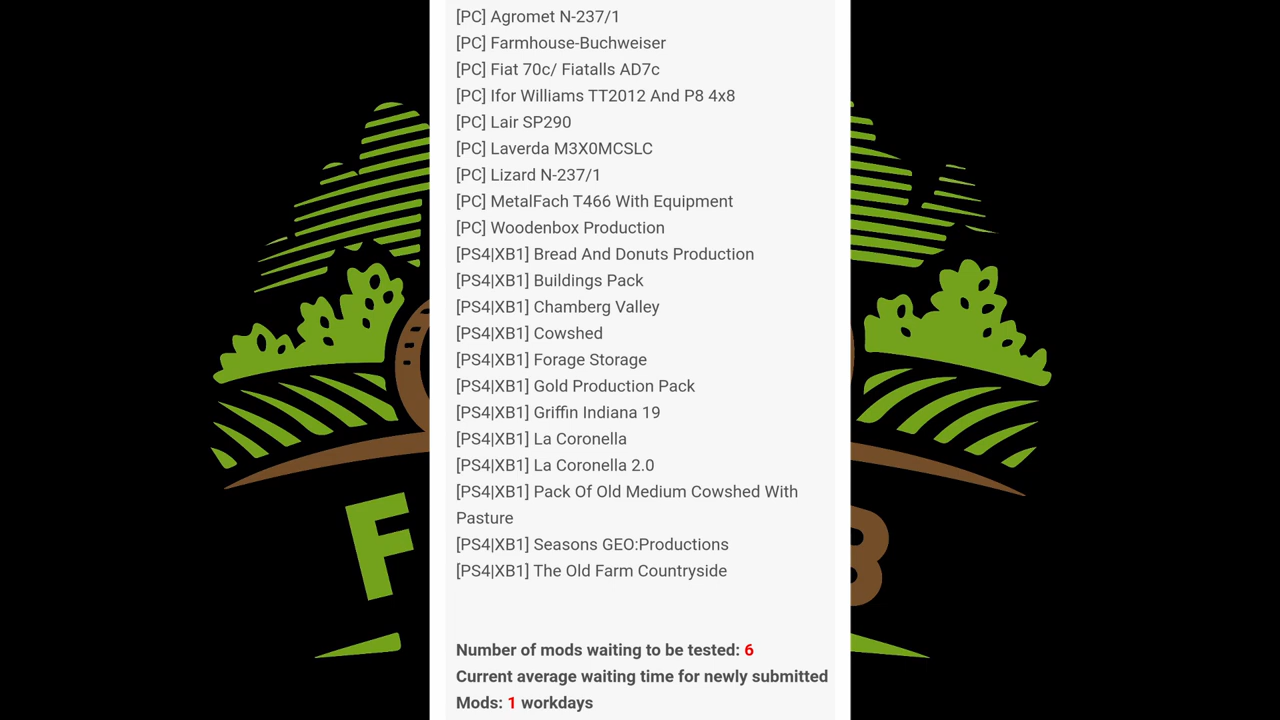 [PC] Agromet N-237/1
[PC] Farmhouse-Buchweiser
[PC] Fiat 70c/ Fiatalls AD7c
[PC] Ifor Williams TT2012 And P8 4x8
[PC] Lair SP290
[PC] Laverda M3X0MCSLC
[PC] Lizard N-237/1
[PC] MetalFach T466 With Equipment
[PC] Woodenbox Production
[PS4|XB1] Bread And Donuts Production
[PS4|XB1] Buildings Pack
[PS4|XB1] Chamberg Valley
[PS4|XB1] Cowshed
[PS4|XB1] Forage Storage
[PS4|XB1] Gold Production Pack
[PS4|XB1] Griffin Indiana 19
[PS4|XB1] La Coronella
[PS4|XB1] La Coronella 2.0
[PS4|XB1] Pack Of Old Medium Cowshed With
Pasture
[PS4|XB1] Seasons GEO:Productions
[PS4|XB1] The Old Farm Countryside
Number of mods waiting to be tested: 6
Current average waiting time for newly submitted
Mods: 1 workdays